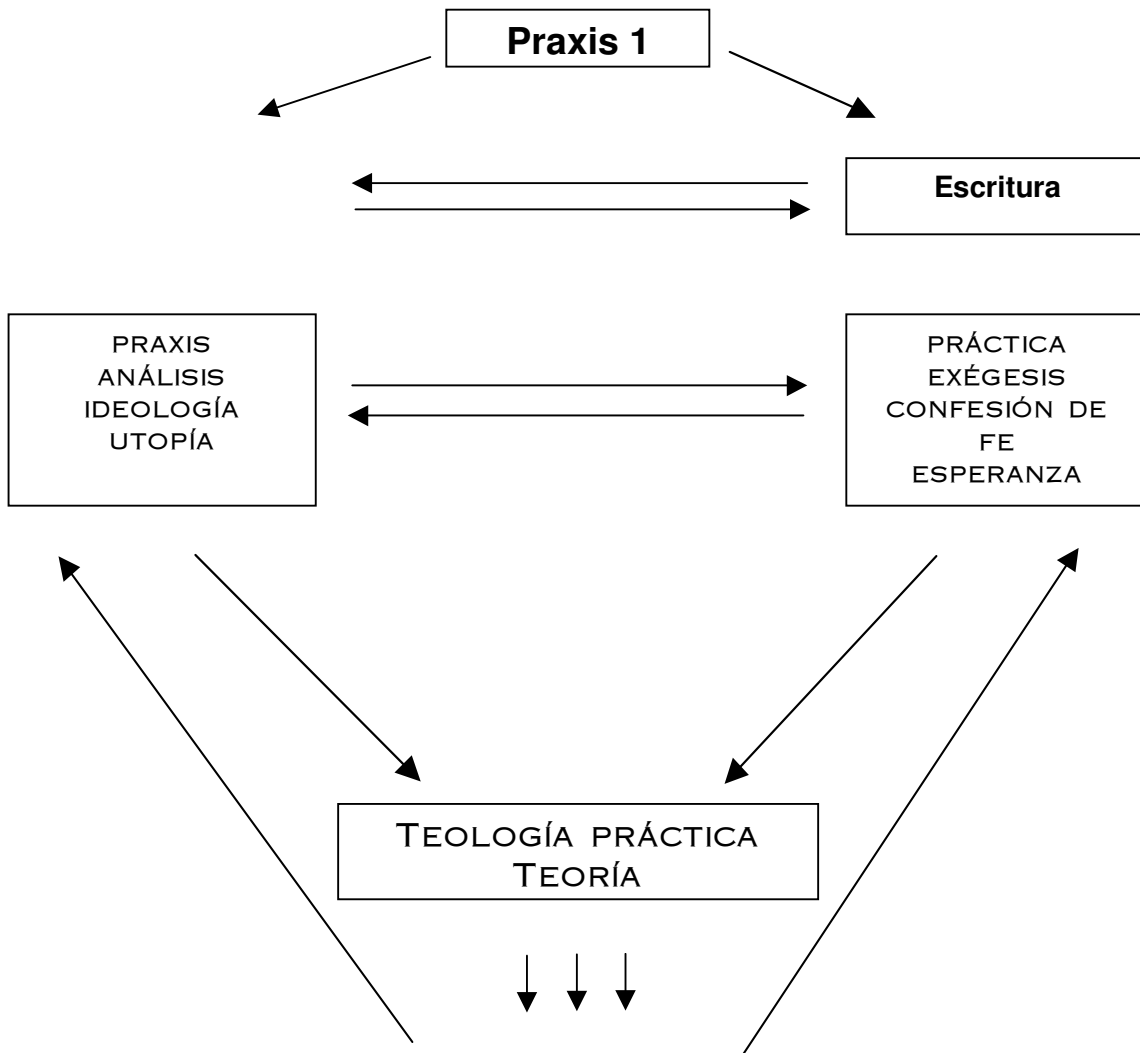 Praxis 1
Escritura
PRAXIS
ANÁLISIS
IDEOLOGÍA
UTOPÍA
PRÁCTICA
EXÉGESIS
CONFESIÓN DE
FE
ESPERANZA
TEOLOGÍA PRÁCTICA
TEORÍA